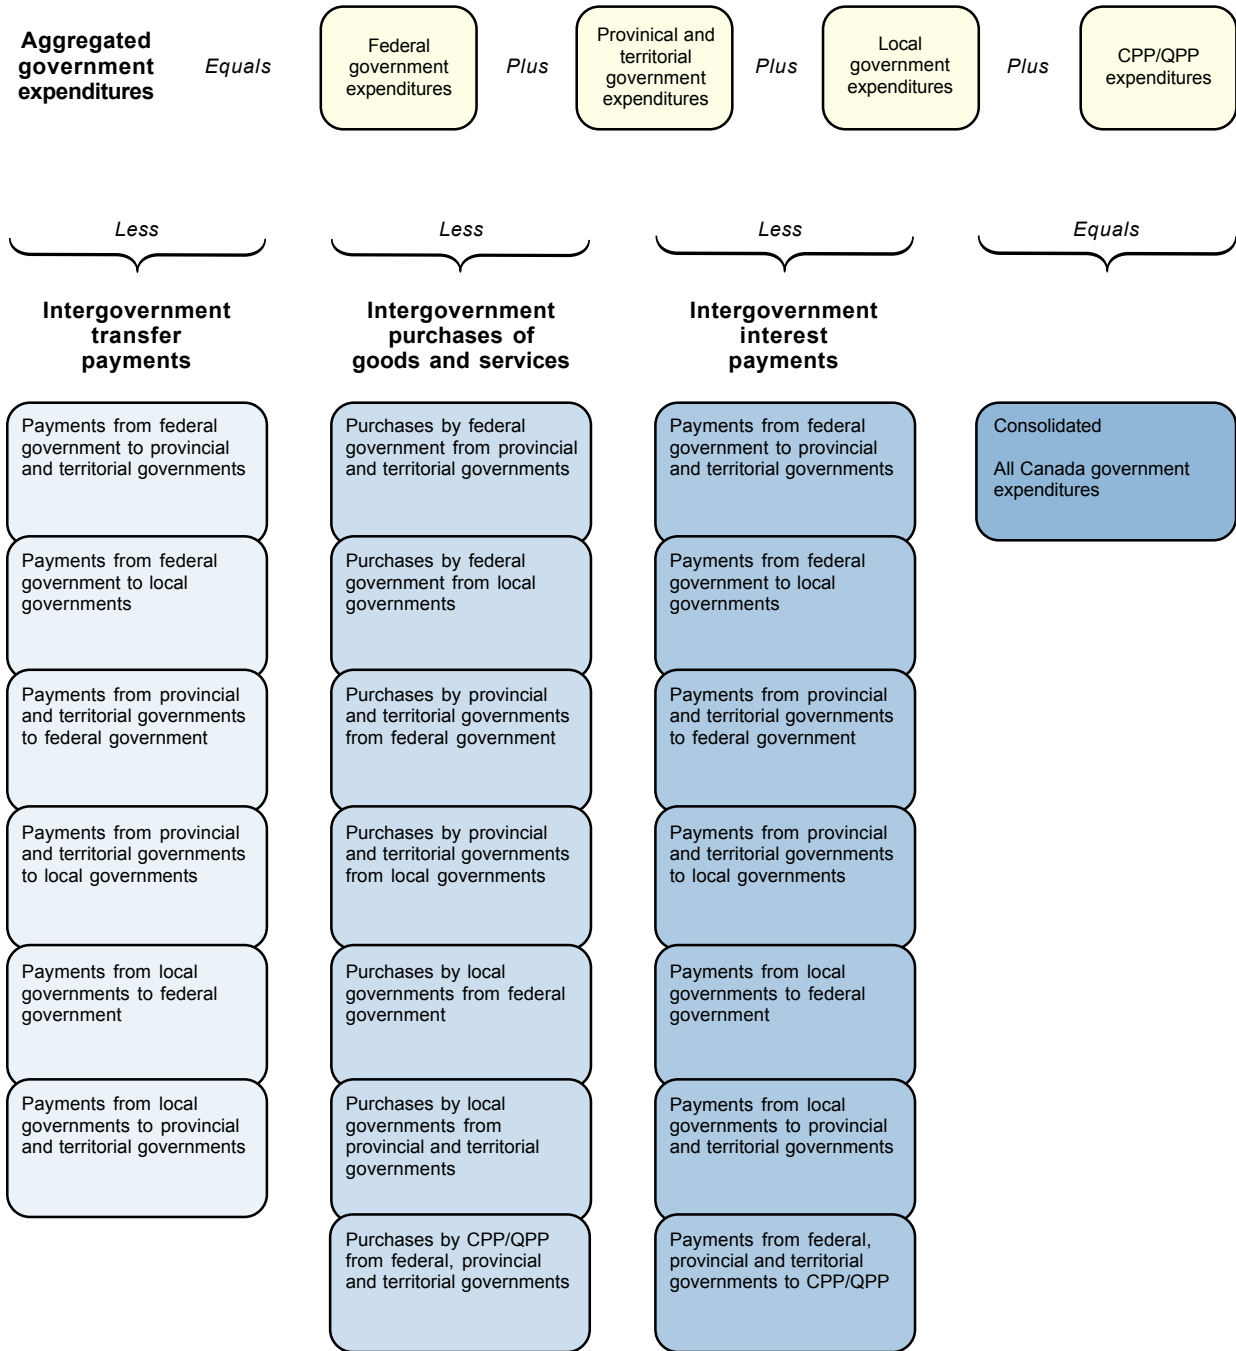 Aggregated
government
expenditures
Equals
Federal
government
expenditures
Plus
Provinical and
territorial
government
expenditures
Plus
Local
government
expenditures
Plus
CPP/QPP
expenditures
Less
Less
Less
Equals
Intergovernment
transfer
payments
Intergovernment
purchases of
goods and services
Intergovernment
interest
payments
Payments from federal
government to provincial
and territorial governments
Payments from federal
government to local
governments
Payments from provincial
and territorial governments
to federal government
Payments from provincial
and territorial governments
to local governments
Payments from local
governments to federal
government
Payments from local
governments to provincial
and territorial governments
Purchases by federal
government from provincial
and territorial governments
Purchases by federal
government from local
governments
Purchases by provincial
and territorial governments
from federal government
Purchases by provincial
and territorial governments
from local governments
Purchases by local
governments from federal
government
Purchases by local
governments from
provincial and territorial
governments
Purchases by CPP/QPP
from federal, provincial
and territorial governments
Payments from federal
government to provincial
and territorial governments
Payments from federal
government to local
governments
Payments from provincial
and territorial governments
to federal government
Payments from provincial
and territorial governments
to local governments
Payments from local
governments to federal
government
Payments from local
governments to provincial
and territorial governments
Payments from federal,
provincial and territorial
governments to CPP/QPP
Consolidated
All Canada government
expenditures